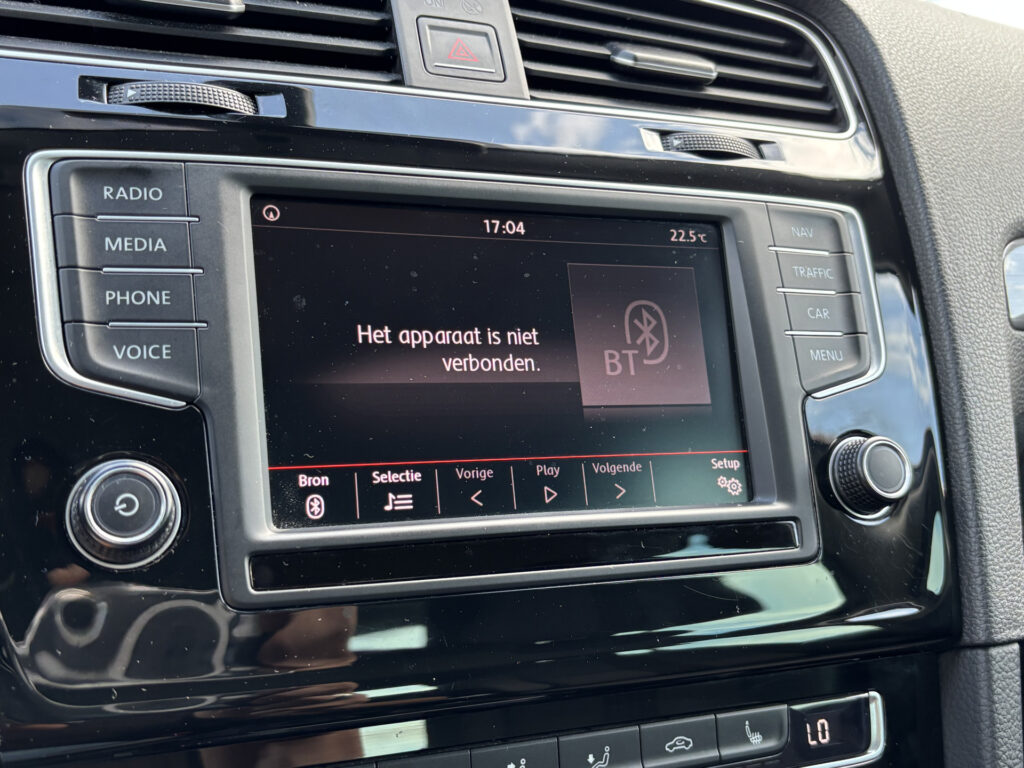 RADIO
MEDIA
PHONE
VOICE
17:04
22.5℃
Het apparaat is niet
verbonden.
BT
Bron
Selectie
Vorige
Play
Volgende
Setup
NAV
TRAFFIC
CAR
MENU
LO